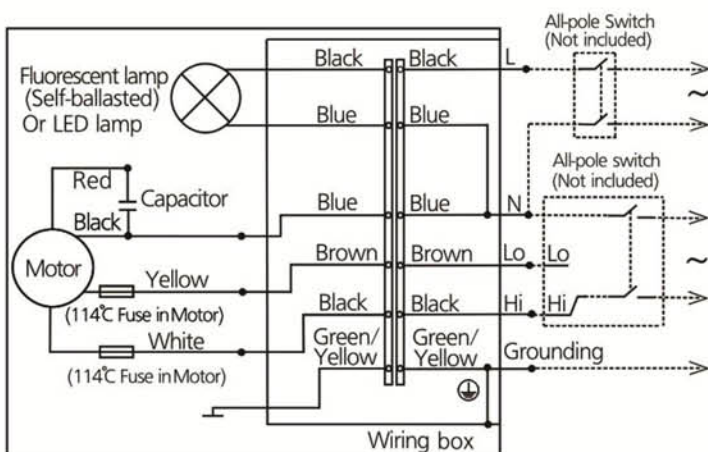 All-pole Switch
(Not included)
Black
Black
L
Fluorescent lamp
(Self-ballasted)
Or LED lamp
~
Blue
Blue
All-pole switch
(Not included)
Red
Capacitor
Black
Blue
Blue
N
Motor
Brown
Brown
Lo
Lo
~
Yellow
(114℃ Fuse in Motor)
Black
Black
Hi
Hi
White
(114℃ Fuse in Motor)
Green/
Yellow
Green/
Yellow
Grounding
Wiring box